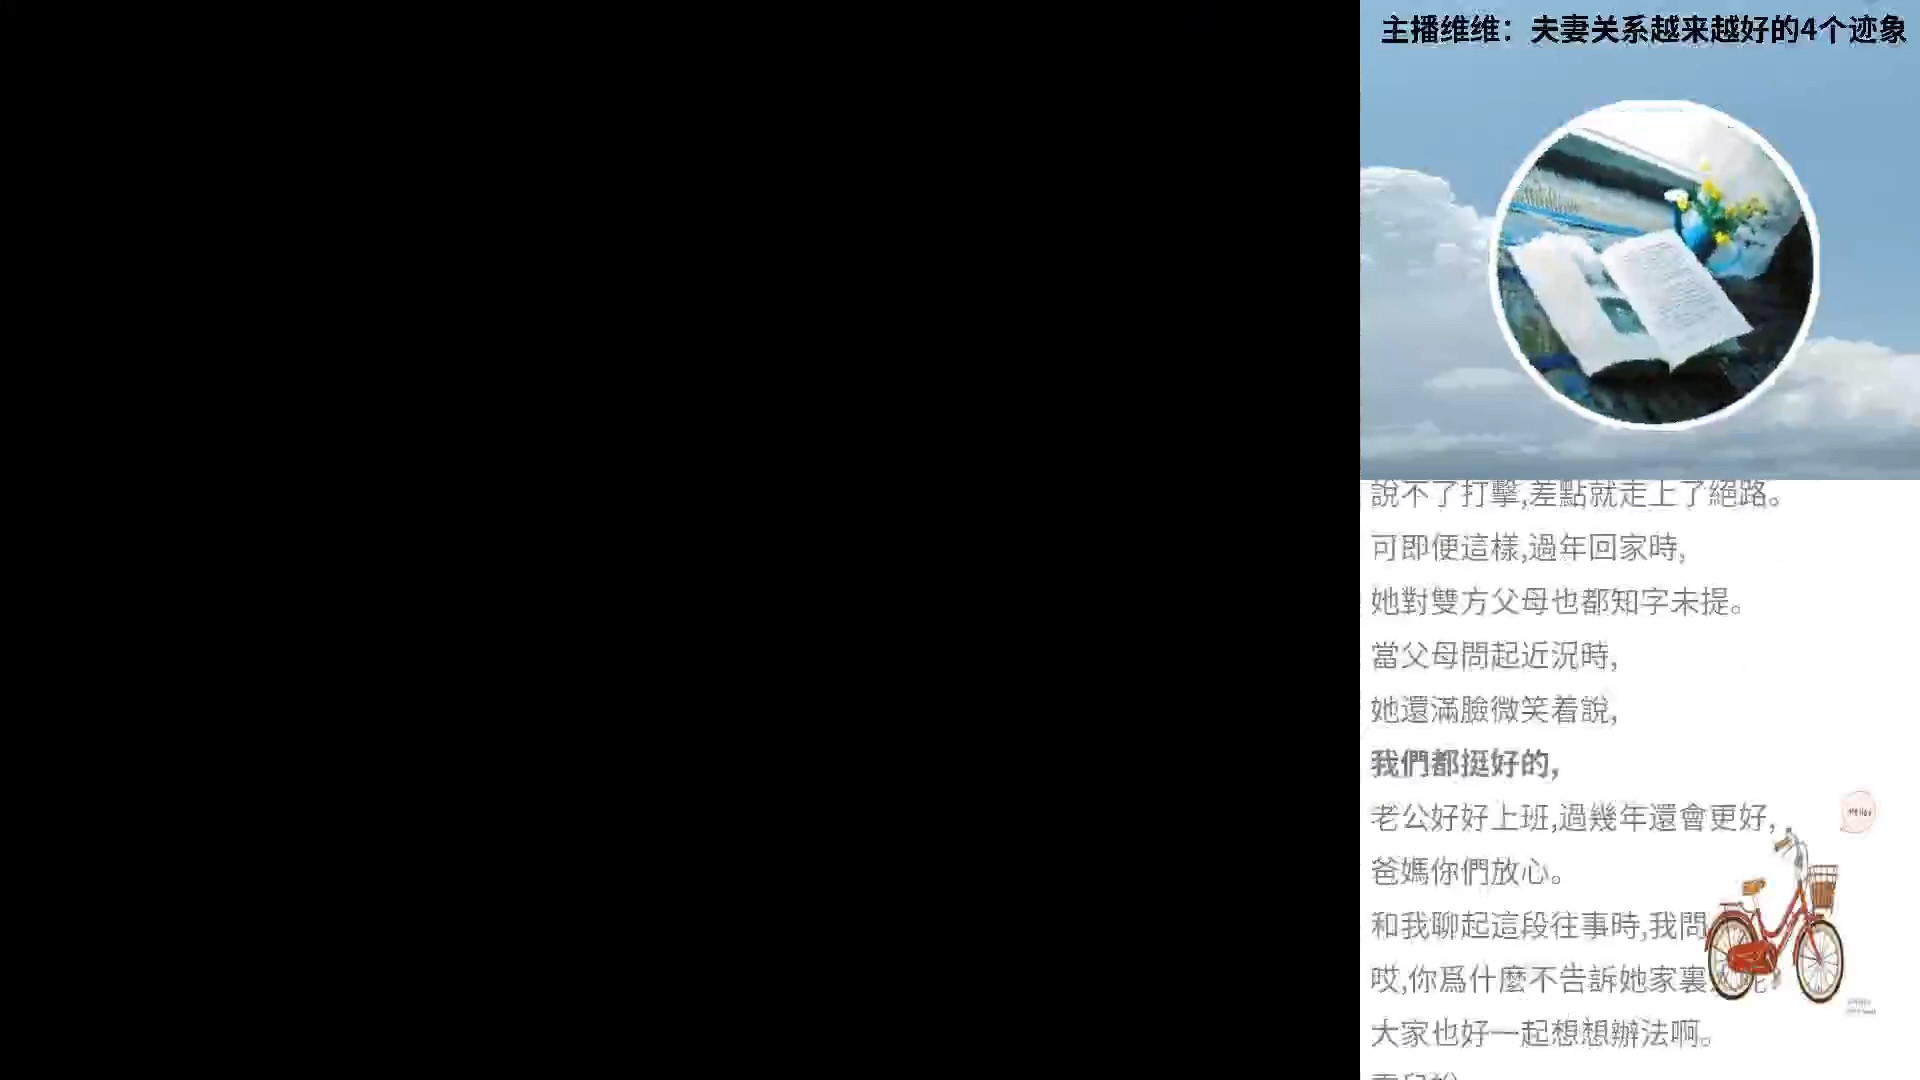 主播维维：夫妻关系越来越好的4个迹象
說不了打擊,差點就走上了絕路。
可即便這樣,過年回家時,
她對雙方父母也都知字未提。
當父母問起近況時,
她還滿臉微笑着說,
我們都挺好的,
老公好好上班,過幾年還會更好,
爸媽你們放心。
和我聊起這段往事時,我問
哎,你爲什麼不告訴她家裏
大家也好一起想想辦法啊。